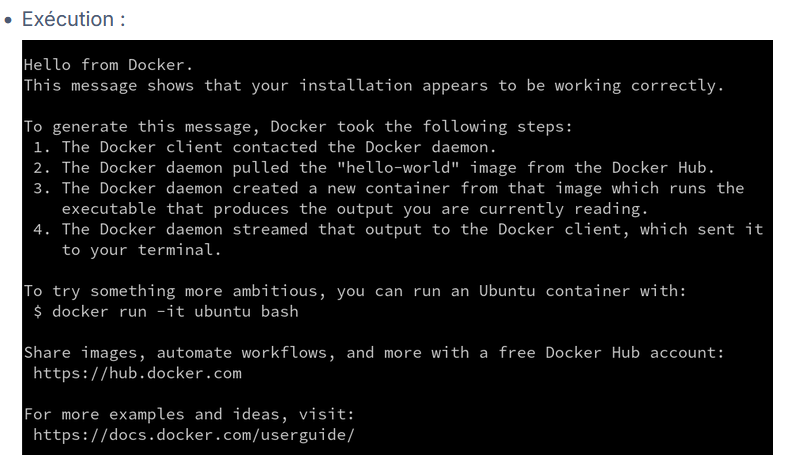 • Exécution :
Hello from Docker.
This message shows that your installation appears to be working correctly.
To generate this message, Docker took the following steps:
1. The Docker client contacted the Docker daemon.
2. The Docker daemon pulled the "hello-world" image from the Docker Hub.
3. The Docker daemon created a new container from that image which runs the
executable that produces the output you are currently reading.
4. The Docker daemon streamed that output to the Docker client, which sent it
to your terminal.
To try something more ambitious, you can run an Ubuntu container with:
$ docker run -it ubuntu bash
Share images, automate workflows, and more with a free Docker Hub account:
https://hub.docker.com
For more examples and ideas, visit:
https://docs.docker.com/userguide/